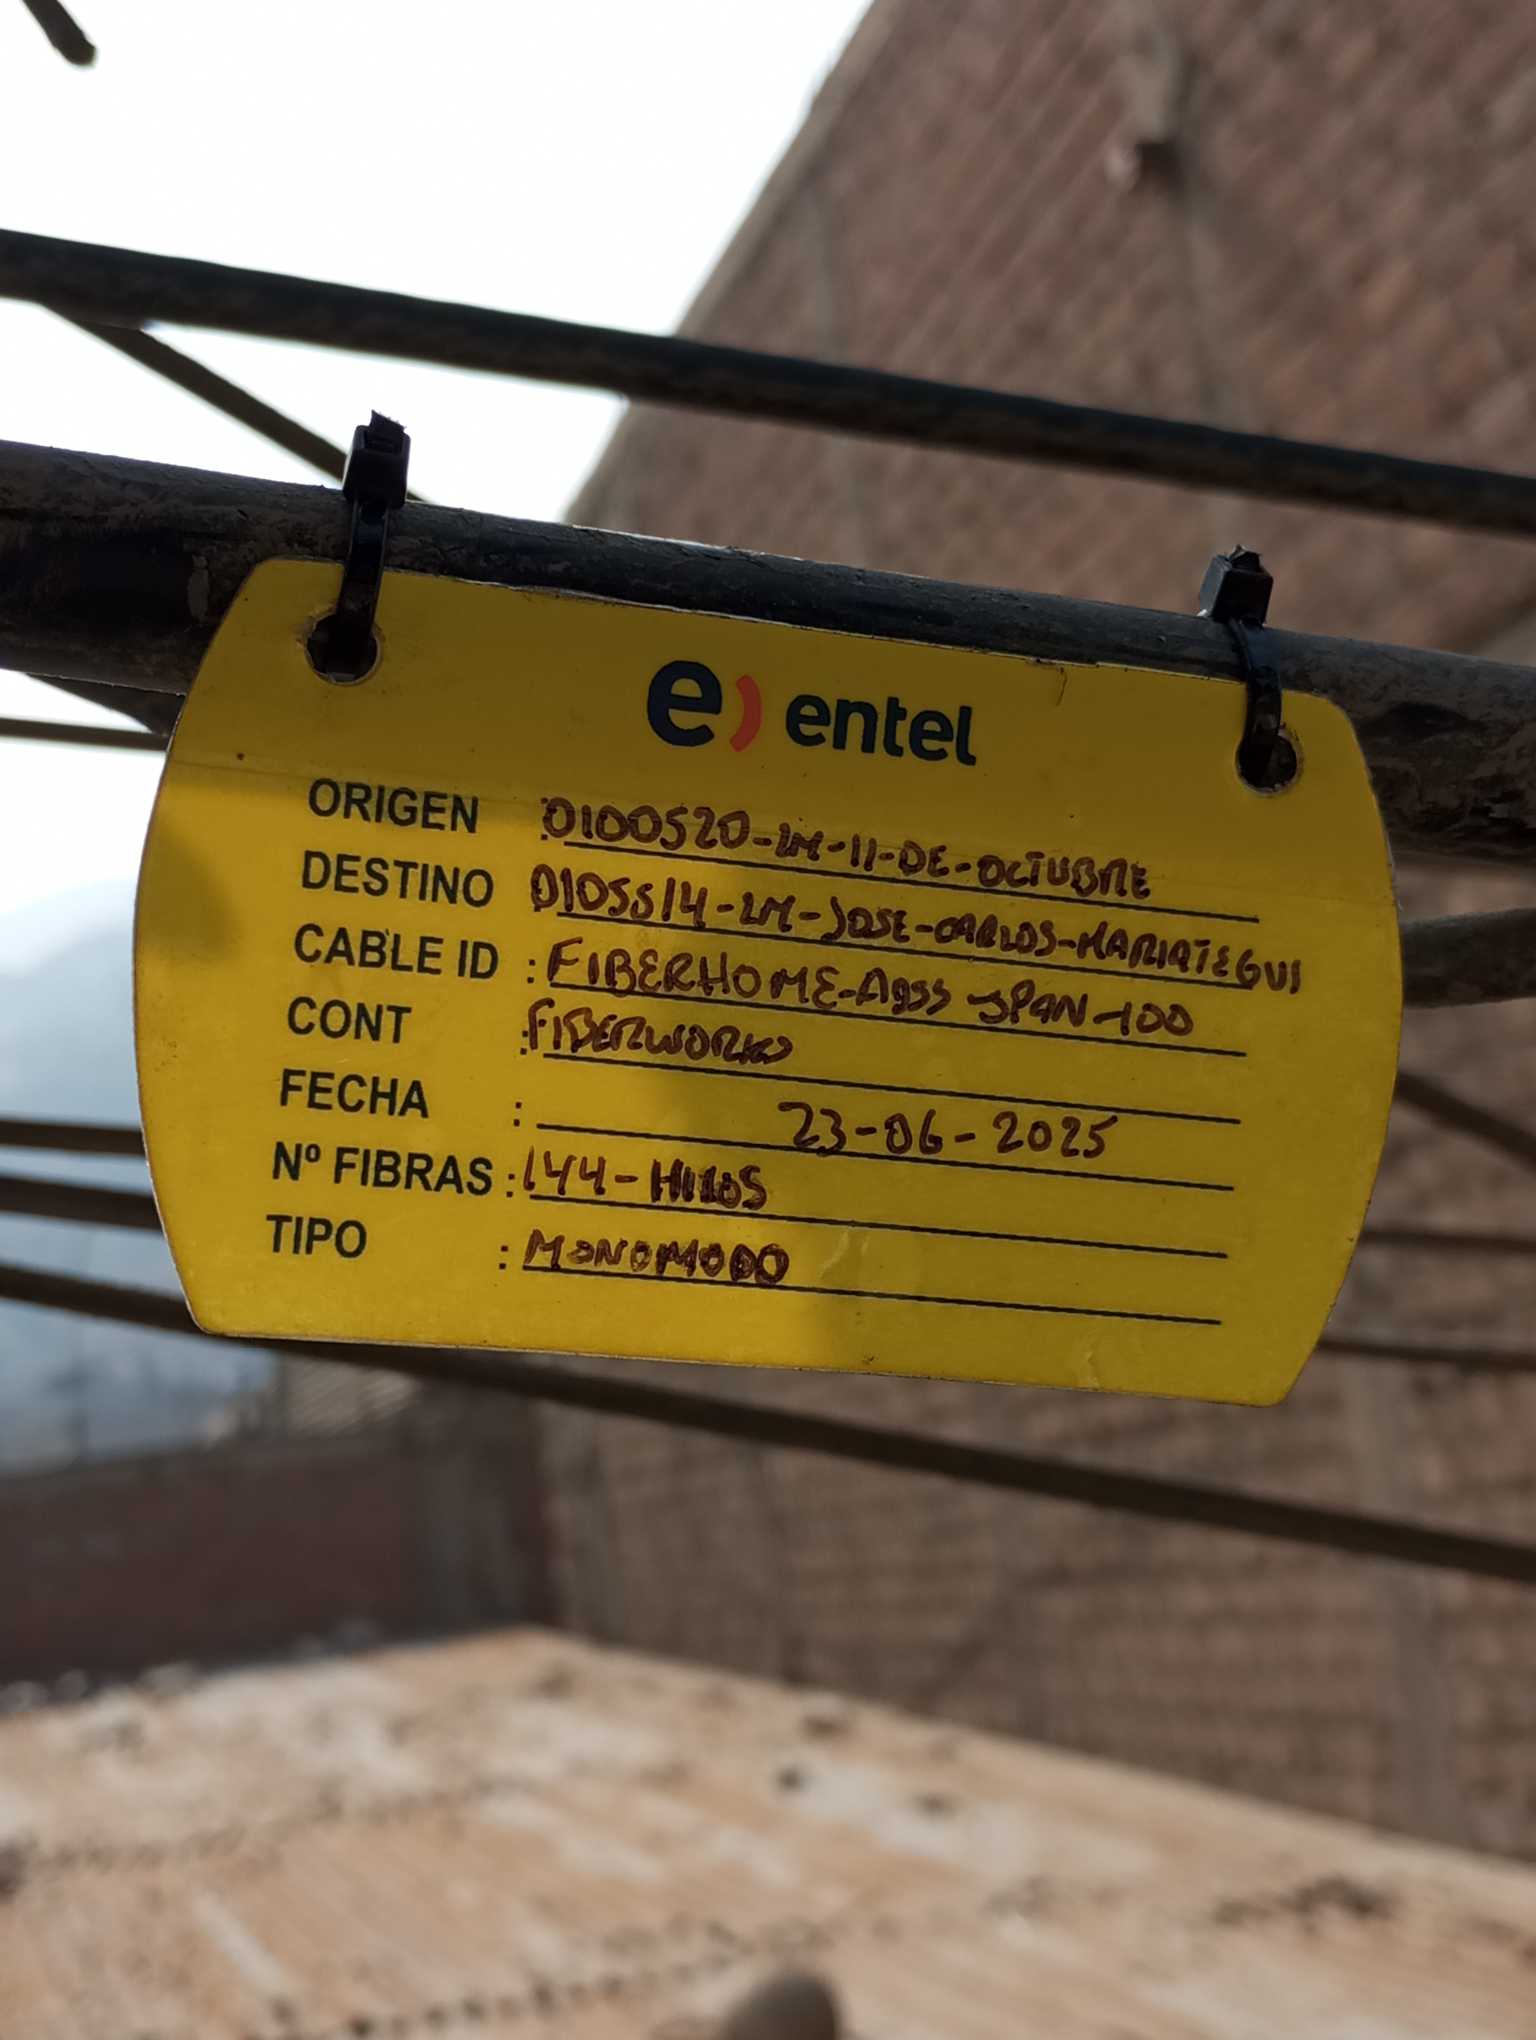 e) entel
ORIGEN : 0100520-LM-11-DE-OCTUBRE
DESTINO 0105514-LM-JOSE-CARLOS-MARIATEGUI
CABLE ID : FIBERHOME-ADSS SPAN-100
CONT : FIBERWORK
FECHA : 23-06-2025
Nº FIBRAS : 144-HILOS
TIPO : MONOMODO